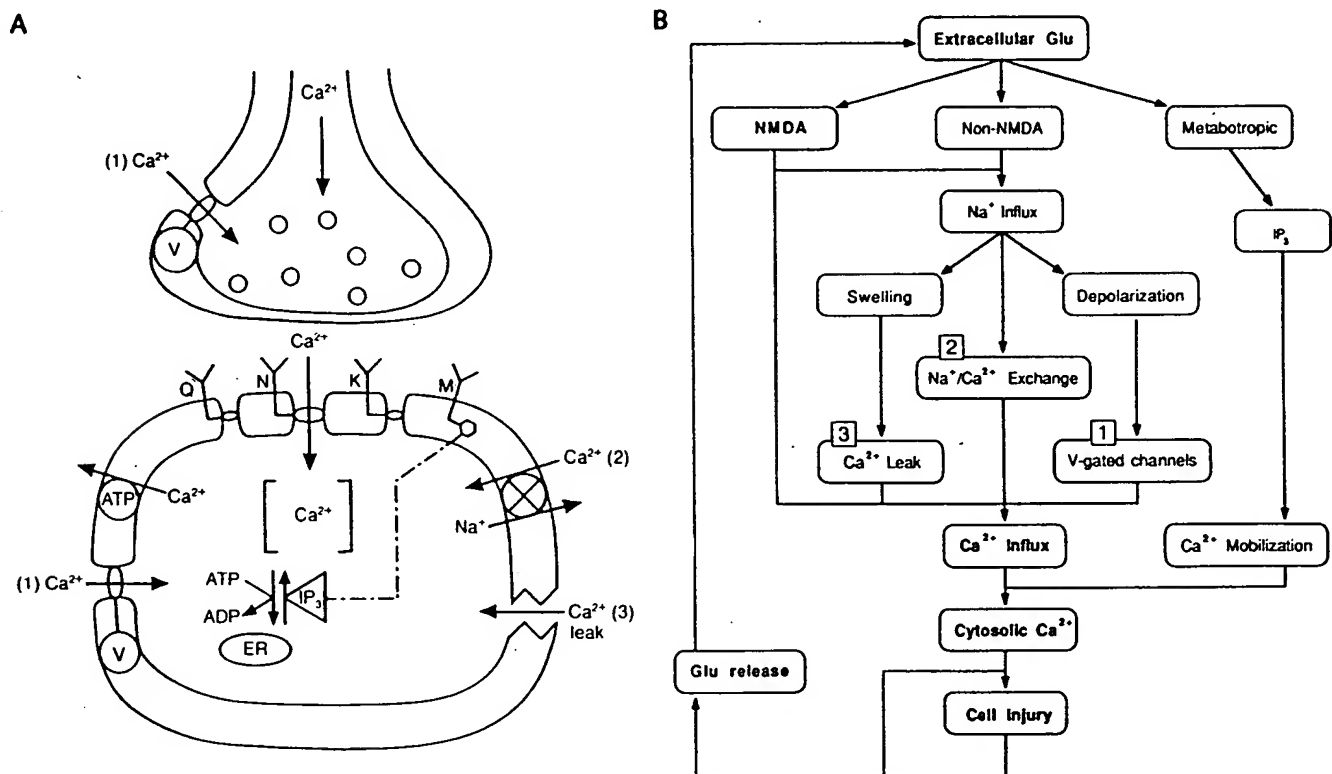 A
Ca²⁺
(1) Ca²⁺
V
Ca²⁺
Q
N
K
M
Ca²⁺ (2)
ATP
Ca²⁺
Ca²⁺
Na⁺
(1) Ca²⁺
ATP
IP₃
ADP
Ca²⁺ (3)
leak
ER
V
B
Extracellular Glu
NMDA
Non-NMDA
Metabotropic
Na⁺ Influx
IP₃
Swelling
Depolarization
2
Na⁺/Ca²⁺ Exchange
3
Ca²⁺ Leak
1
V-gated channels
Ca²⁺ Influx
Ca²⁺ Mobilization
Cytosolic Ca²⁺
Glu release
Cell Injury